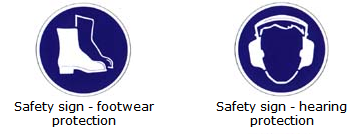 Safety sign - footwear
protection
Safety sign - hearing
protection